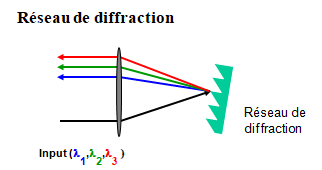 Réseau de diffraction
Réseau de
diffraction
Input (λ1,λ2,λ3 )